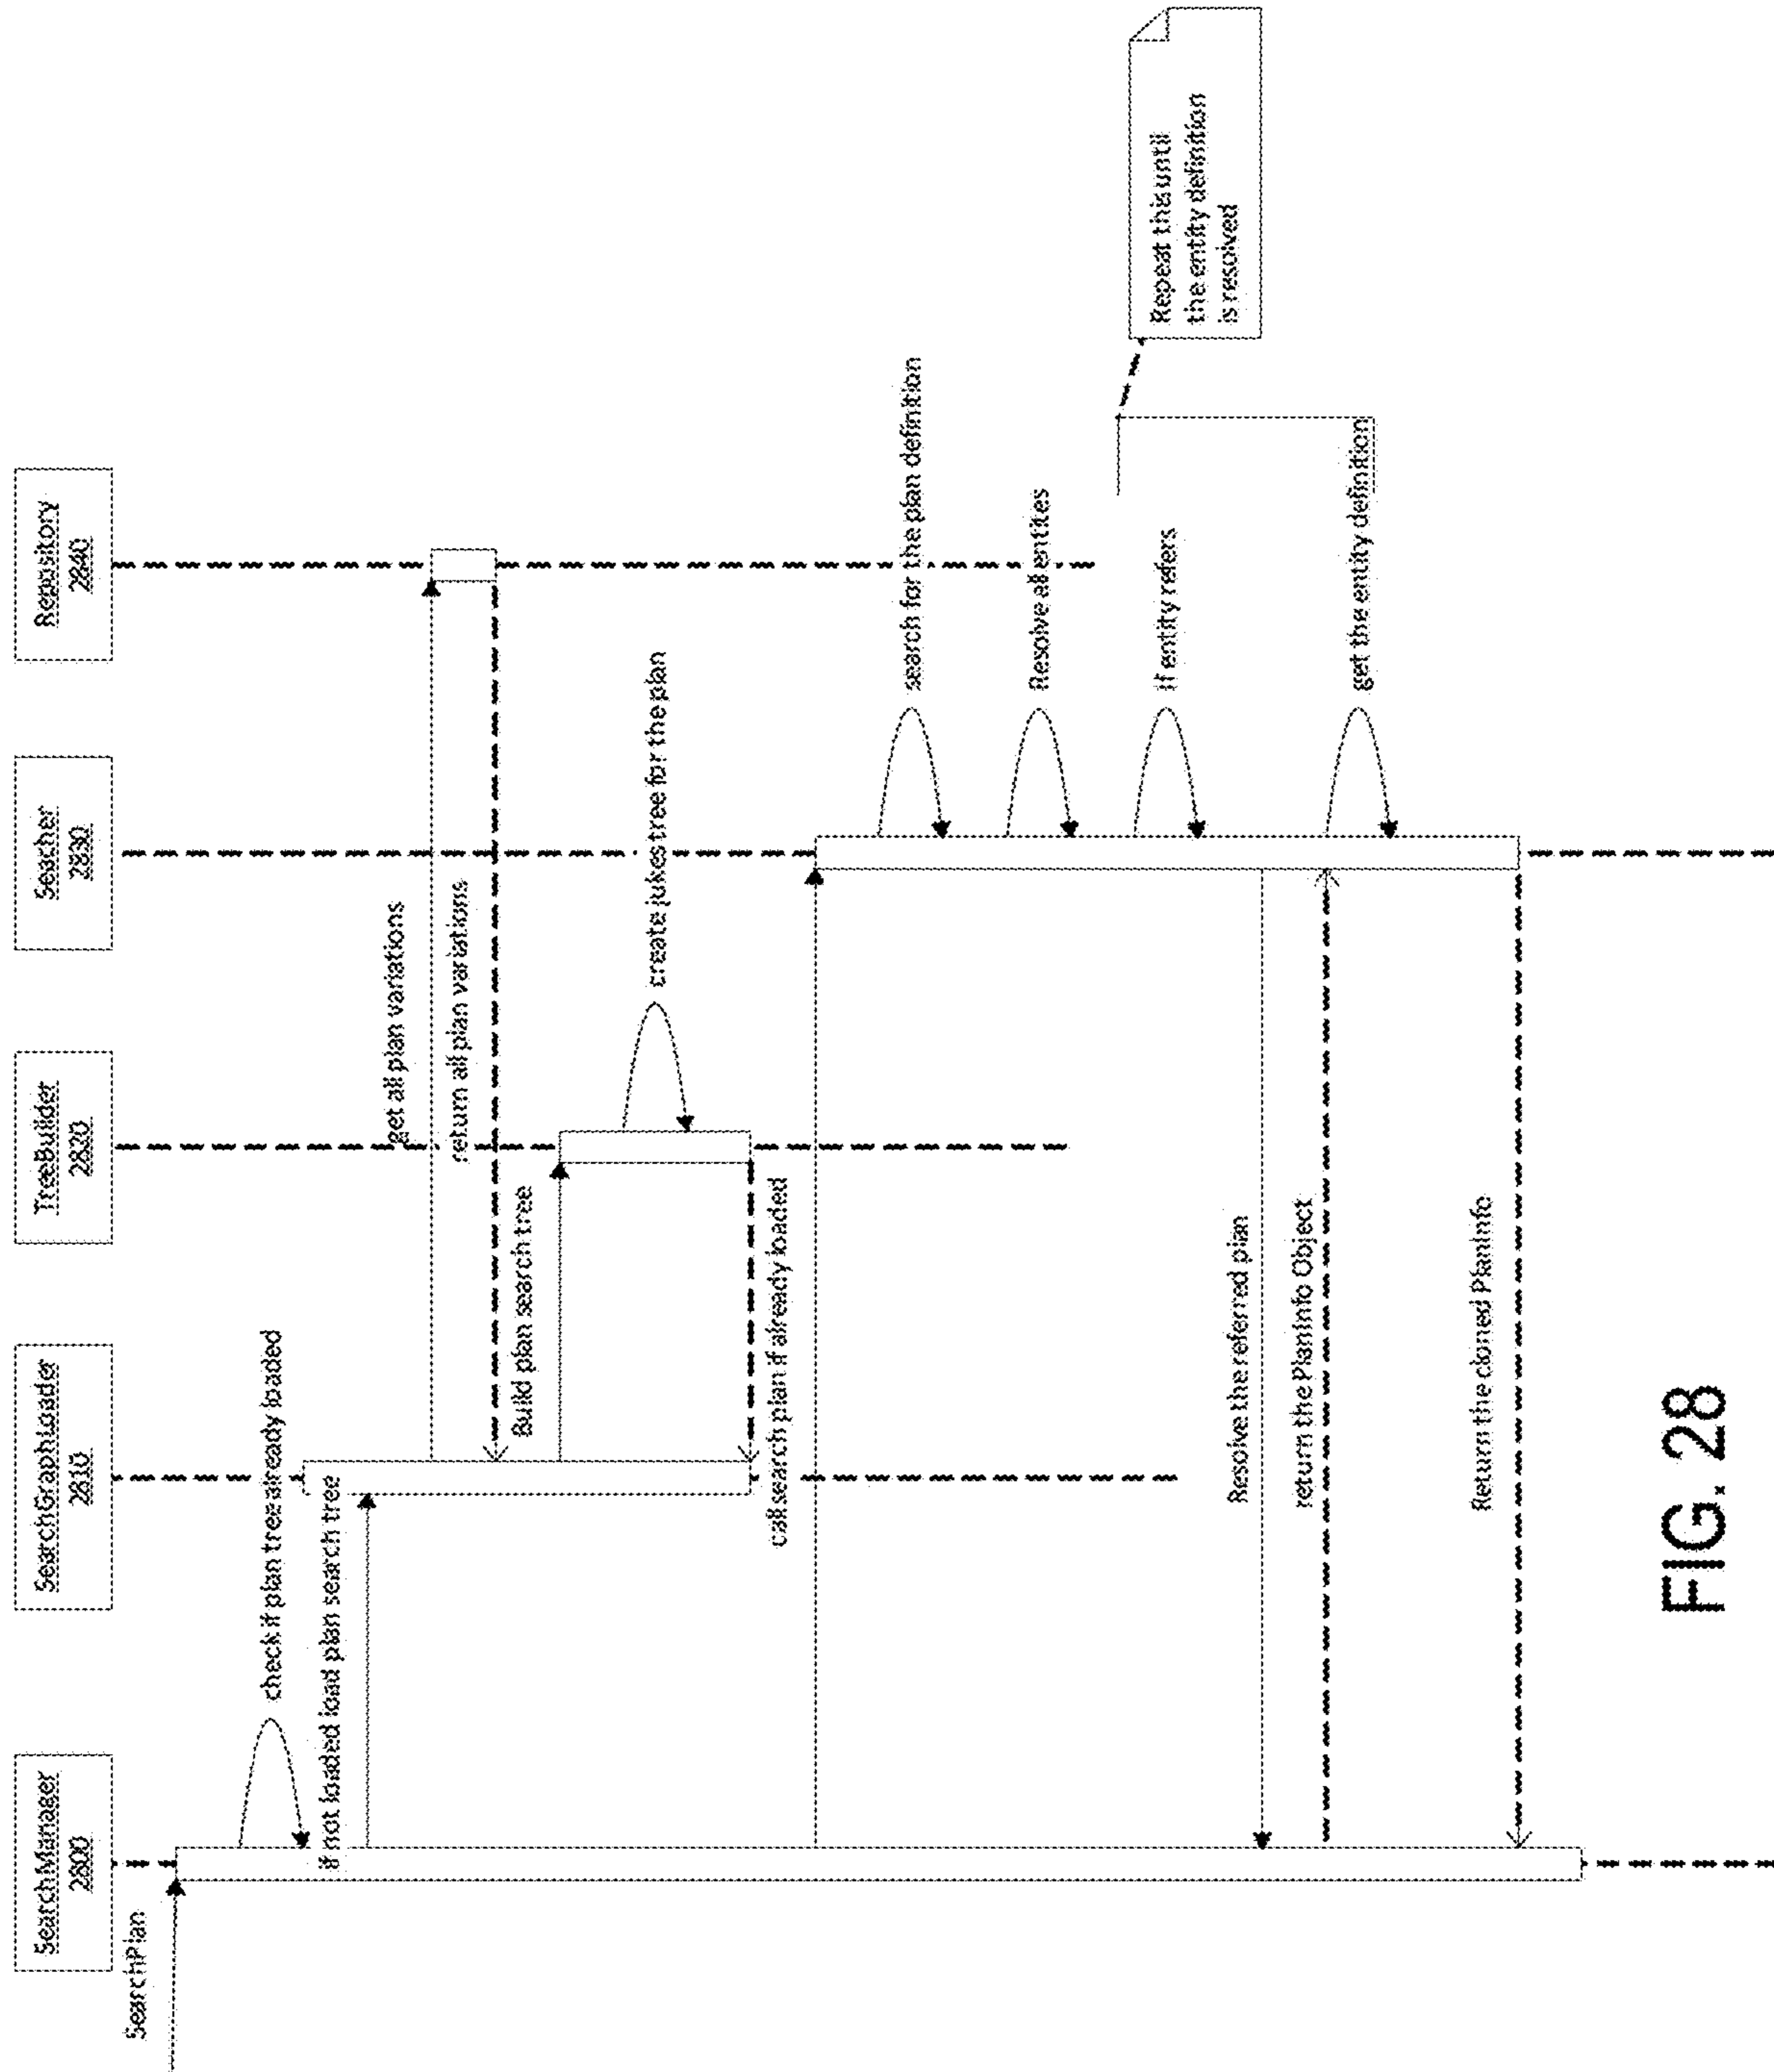 SearchManager
2800
SearchGraphLoader
2810
TreeBuilder
2820
Seacher
2830
Repository
2840
SearchPlan
check if plan tree already loaded
if not loaded load plan search tree
get all plan variations
return all plan variations
Build plan search tree
create jukes tree for the plan
call search plan if already loaded
search for the plan definition
Resolve all entites
If entity refers
Repeat this until
the entity definition
is resolved
Resolve the referred plan
return the PlanInfo Object
get the entity definition
Return the cloned PlanInfo
FIG. 28